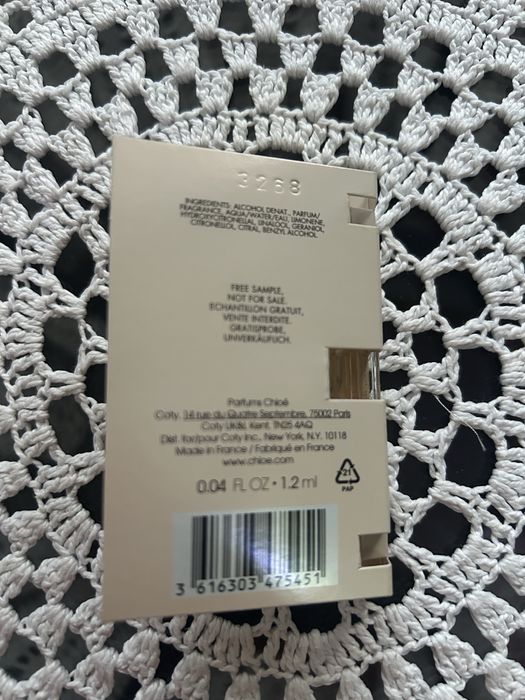 3268
INGREDIENTS: ALCOHOL DENAT., PARFUM/
FRAGRANCE, AQUA/WATER/EAU, LIMONENE,
HYDROXYCITRONELLAL, LINALOOL, GERANIOL,
CITRONELLOL, CITRAL, BENZYL ALCOHOL.
FREE SAMPLE,
NOT FOR SALE.
ECHANTILLON GRATUIT,
VENTE INTERDITE.
GRATISPROBE,
UNVERKÄUFLICH.
Parfums Chloé
Coty, 14 rue du Quatre Septembre, 75002 Paris
Coty UK&I, Kent, TN25 4AQ
Dist. for/pour Coty Inc., New York, N.Y. 10118
Made in France / Fabriqué en France
www.chloe.com
0.04 FL OZ • 1.2 ml
21
PAP
3 616303 475451